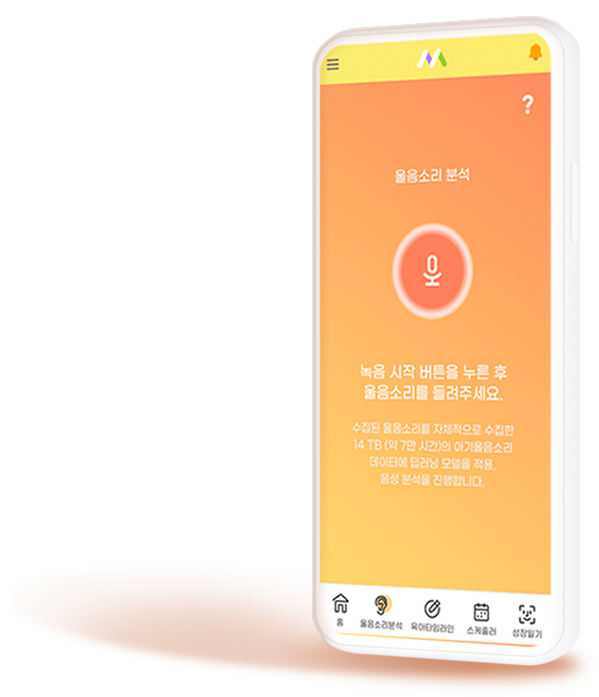 ?
울음소리 분석
녹음 시작 버튼을 누른 후
울음소리를 들려주세요.
수집된 울음소리를 자체적으로 수집한
14 TB (약 7만 시간)의 아기울음소리
데이터에 딥러닝 모델을 적용,
음성 분석을 진행합니다.
홈 울음소리분석 육아타임라인 스케줄러 성장일기